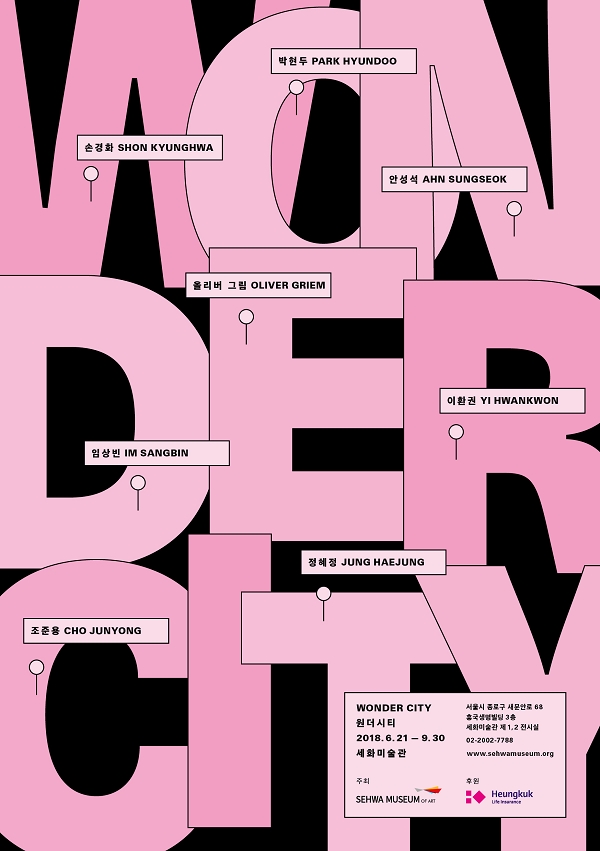 WON
DER
CITY
박현두 PARK HYUNDOO
손경화 SHON KYUNGHWA
안성석 AHN SUNGSEOK
올리버 그림 OLIVER GRIEM
이환권 YI HWANKWON
임상빈 IM SANGBIN
정혜정 JUNG HAEJUNG
조준용 CHO JUNYONG
WONDER CITY
원더시티
2018.6.21 — 9.30
세화미술관
서울시 종로구 새문안로 68
흥국생명빌딩 3층
세화미술관 제 1,2 전시실
02-2002-7788
www.sehwamuseum.org
주최
SEHWA MUSEUM OF ART
후원
Heungkuk
Life Insurance